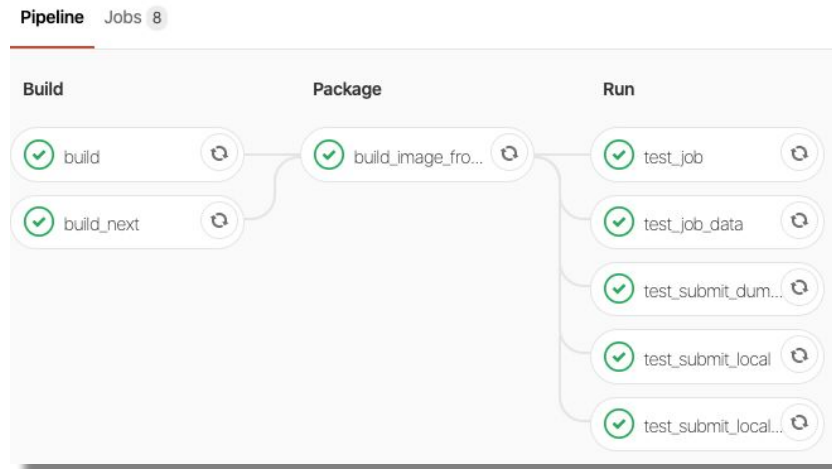 Pipeline Jobs 8
Build Package Run
build build_image_fro... test_job
build_next test_job_data
test_submit_dum...
test_submit_local
test_submit_local...